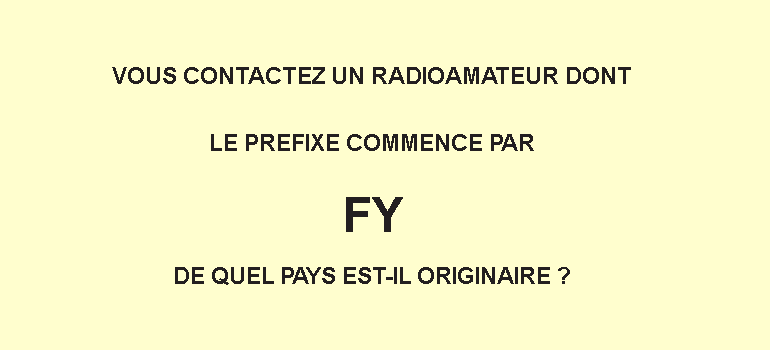 VOUS CONTACTEZ UN RADIOAMATEUR DONT
LE PREFIXE COMMENCE PAR
FY
DE QUEL PAYS EST-IL ORIGINAIRE ?